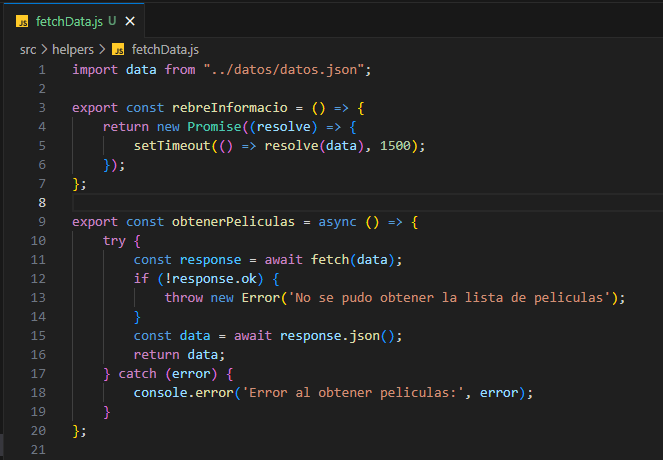 JS fetchData.js U ×
src > helpers > JS fetchData.js
1 import data from "../datos/datos.json";
2
3 export const rebreInformacio = () => {
4     return new Promise((resolve) => {
5         setTimeout(() => resolve(data), 1500);
6     });
7 };
8
9 export const obtenerPeliculas = async () => {
10     try {
11         const response = await fetch(data);
12         if (!response.ok) {
13             throw new Error('No se pudo obtener la lista de peliculas');
14         }
15         const data = await response.json();
16         return data;
17     } catch (error) {
18         console.error('Error al obtener peliculas:', error);
19     }
20 };
21